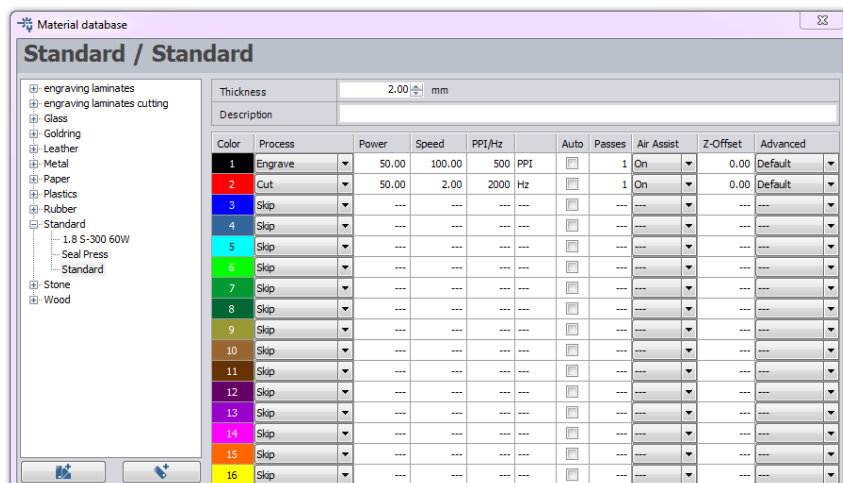 Material database
Standard / Standard
engraving laminates
engraving laminates cutting
Glass
Goldring
Leather
Metal
Paper
Plastics
Rubber
Standard
1.8 S-300 60W
Seal Press
Standard
Stone
Wood
Thickness 2.00 mm
Description
Color Process Power Speed PPI/Hz Auto Passes Air Assist Z-Offset Advanced
1 Engrave 50.00 100.00 500 PPI 1 On 0.00 Default
2 Cut 50.00 2.00 2000 Hz 1 On 0.00 Default
3 Skip --- --- --- --- --- --- --- ---
4 Skip --- --- --- --- --- --- --- ---
5 Skip --- --- --- --- --- --- --- ---
6 Skip --- --- --- --- --- --- --- ---
7 Skip --- --- --- --- --- --- --- ---
8 Skip --- --- --- --- --- --- --- ---
9 Skip --- --- --- --- --- --- --- ---
10 Skip --- --- --- --- --- --- --- ---
11 Skip --- --- --- --- --- --- --- ---
12 Skip --- --- --- --- --- --- --- ---
13 Skip --- --- --- --- --- --- --- ---
14 Skip --- --- --- --- --- --- --- ---
15 Skip --- --- --- --- --- --- --- ---
16 Skip --- --- --- --- --- --- --- ---